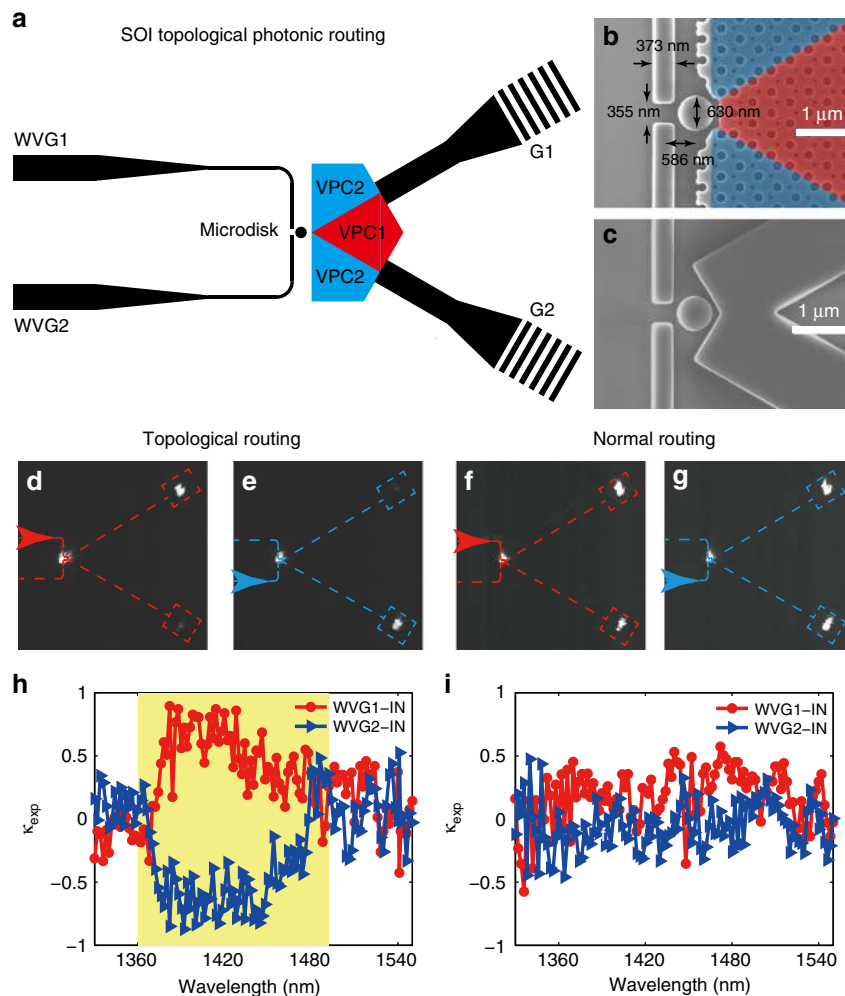 a
SOI topological photonic routing
WVG1
WVG2
Microdisk
VPC2
VPC1
VPC2
G1
G2
b
373 nm
355 nm
630 nm
586 nm
1 μm
c
1 μm
Topological routing
Normal routing
d
e
f
g
h
WVG1–IN
WVG2–IN
1
0.5
0
–0.5
–1
κexp
1360
1420
1480
1540
Wavelength (nm)
i
WVG1–IN
WVG2–IN
1
0.5
0
–0.5
–1
κexp
1360
1420
1480
1540
Wavelength (nm)